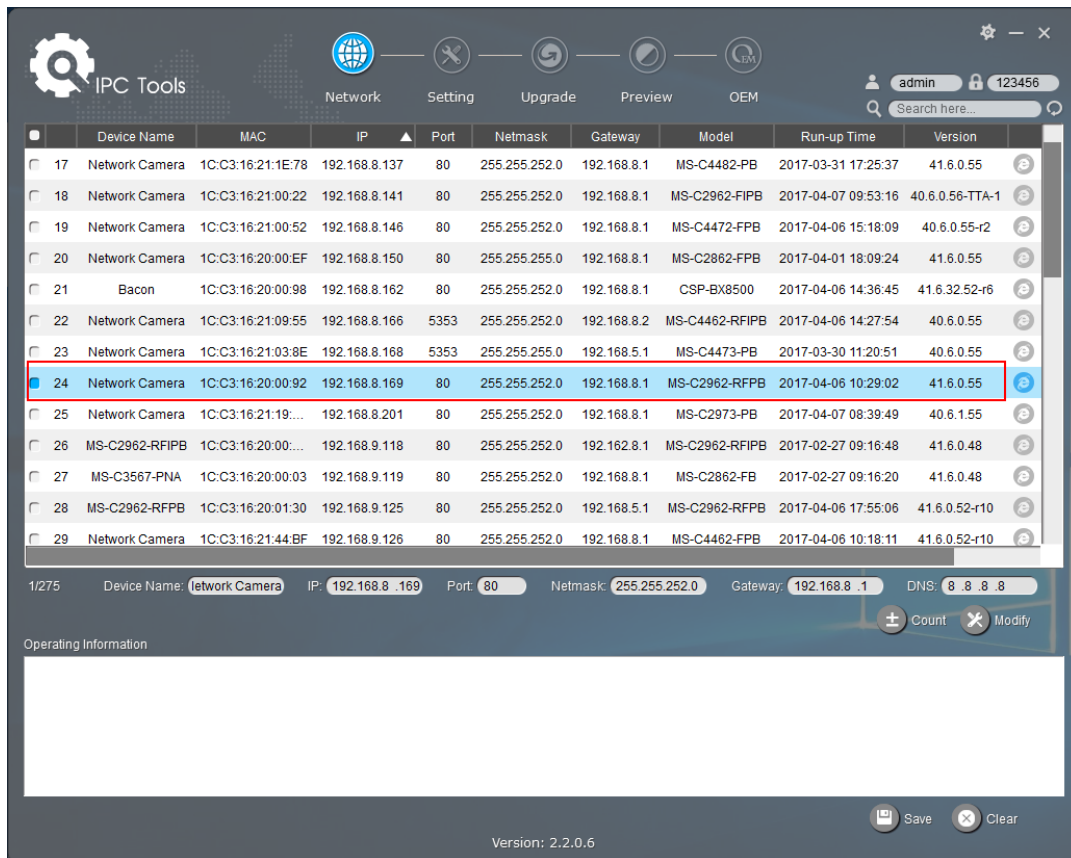 IPC Tools
Network Setting Upgrade Preview OEM
admin 123456
Search here...
Device Name MAC IP Port Netmask Gateway Model Run-up Time Version
17 Network Camera 1C:C3:16:21:1E:78 192.168.8.137 80 255.255.252.0 192.168.8.1 MS-C4482-PB 2017-03-31 17:25:37 41.6.0.55
18 Network Camera 1C:C3:16:21:00:22 192.168.8.141 80 255.255.252.0 192.168.8.1 MS-C2962-FIPB 2017-04-07 09:53:16 40.6.0.56-TTA-1
19 Network Camera 1C:C3:16:21:00:52 192.168.8.146 80 255.255.252.0 192.168.8.1 MS-C4472-FPB 2017-04-06 15:18:09 40.6.0.55-r2
20 Network Camera 1C:C3:16:20:00:EF 192.168.8.150 80 255.255.255.0 192.168.8.1 MS-C2862-FPB 2017-04-01 18:09:24 41.6.0.55
21 Bacon 1C:C3:16:20:00:98 192.168.8.162 80 255.255.252.0 192.168.8.1 CSP-BX8500 2017-04-06 14:36:45 41.6.32.52-r6
22 Network Camera 1C:C3:16:21:09:55 192.168.8.166 5353 255.255.252.0 192.168.8.2 MS-C4462-RFIPB 2017-04-06 14:27:54 40.6.0.55
23 Network Camera 1C:C3:16:21:03:8E 192.168.8.168 5353 255.255.255.0 192.168.5.1 MS-C4473-PB 2017-03-30 11:20:51 40.6.0.55
24 Network Camera 1C:C3:16:20:00:92 192.168.8.169 80 255.255.252.0 192.168.8.1 MS-C2962-RFPB 2017-04-06 10:29:02 41.6.0.55
25 Network Camera 1C:C3:16:21:19:... 192.168.8.201 80 255.255.252.0 192.168.8.1 MS-C2973-PB 2017-04-07 08:39:49 40.6.1.55
26 MS-C2962-RFIPB 1C:C3:16:20:00:... 192.168.9.118 80 255.255.252.0 192.162.8.1 MS-C2962-RFIPB 2017-02-27 09:16:48 41.6.0.48
27 MS-C3567-PNA 1C:C3:16:20:00:03 192.168.9.119 80 255.255.252.0 192.168.8.1 MS-C2862-FB 2017-02-27 09:16:20 41.6.0.48
28 MS-C2962-RFPB 1C:C3:16:20:01:30 192.168.9.125 80 255.255.252.0 192.168.5.1 MS-C2962-RFPB 2017-04-06 17:55:06 41.6.0.52-r10
29 Network Camera 1C:C3:16:21:44:BF 192.168.9.126 80 255.255.252.0 192.168.8.1 MS-C4462-FPB 2017-04-06 10:18:11 41.6.0.52-r10
1/275 Device Name: letwork Camera IP: 192.168.8 .169 Port: 80 Netmask: 255.255.252.0 Gateway: 192.168.8 .1 DNS: 8 .8 .8 .8
Count Modify
Operating Information
Save Clear
Version: 2.2.0.6